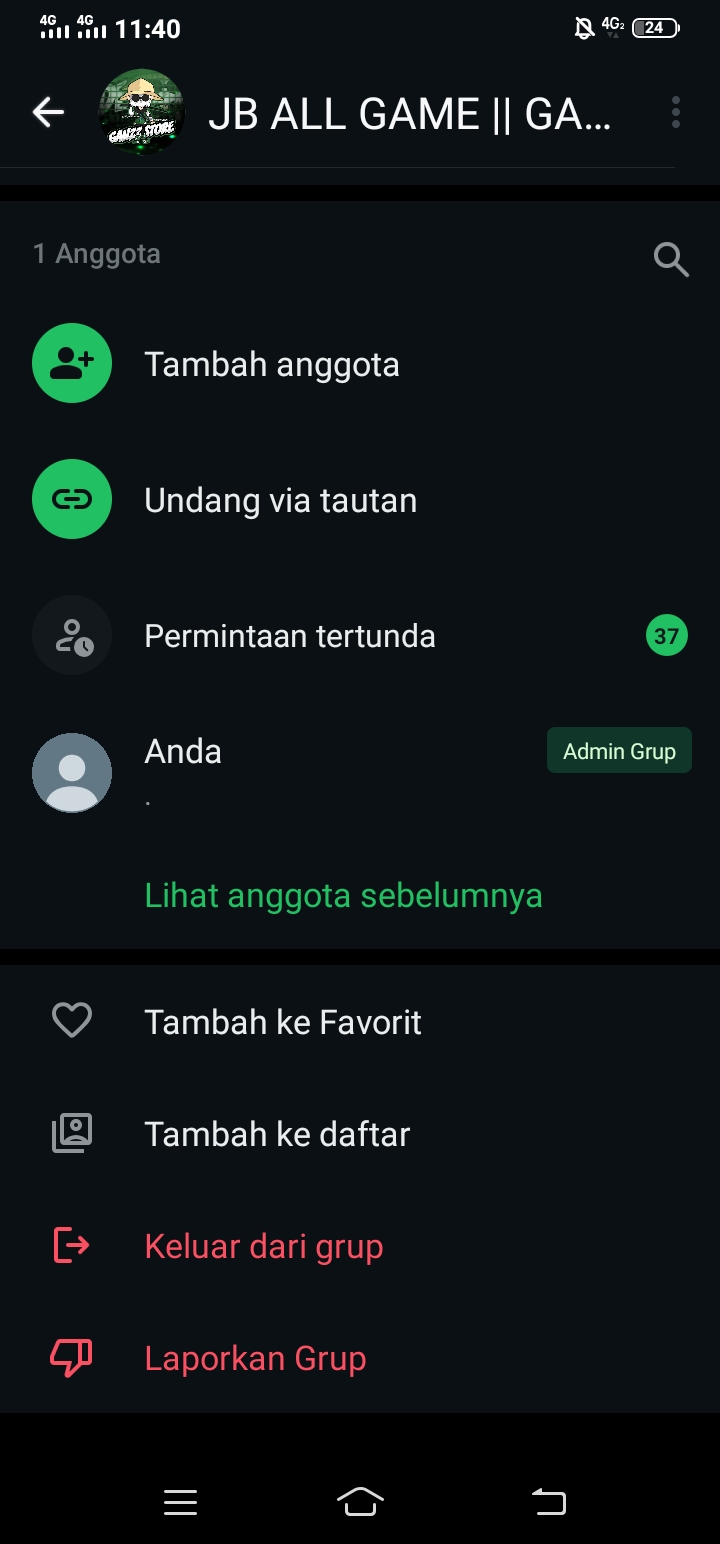 4G 4G 11:40 4G2 24
GANZZ STORE
JB ALL GAME || GA...
1 Anggota
Tambah anggota
Undang via tautan
Permintaan tertunda 37
Anda Admin Grup
.
Lihat anggota sebelumnya
Tambah ke Favorit
Tambah ke daftar
Keluar dari grup
Laporkan Grup